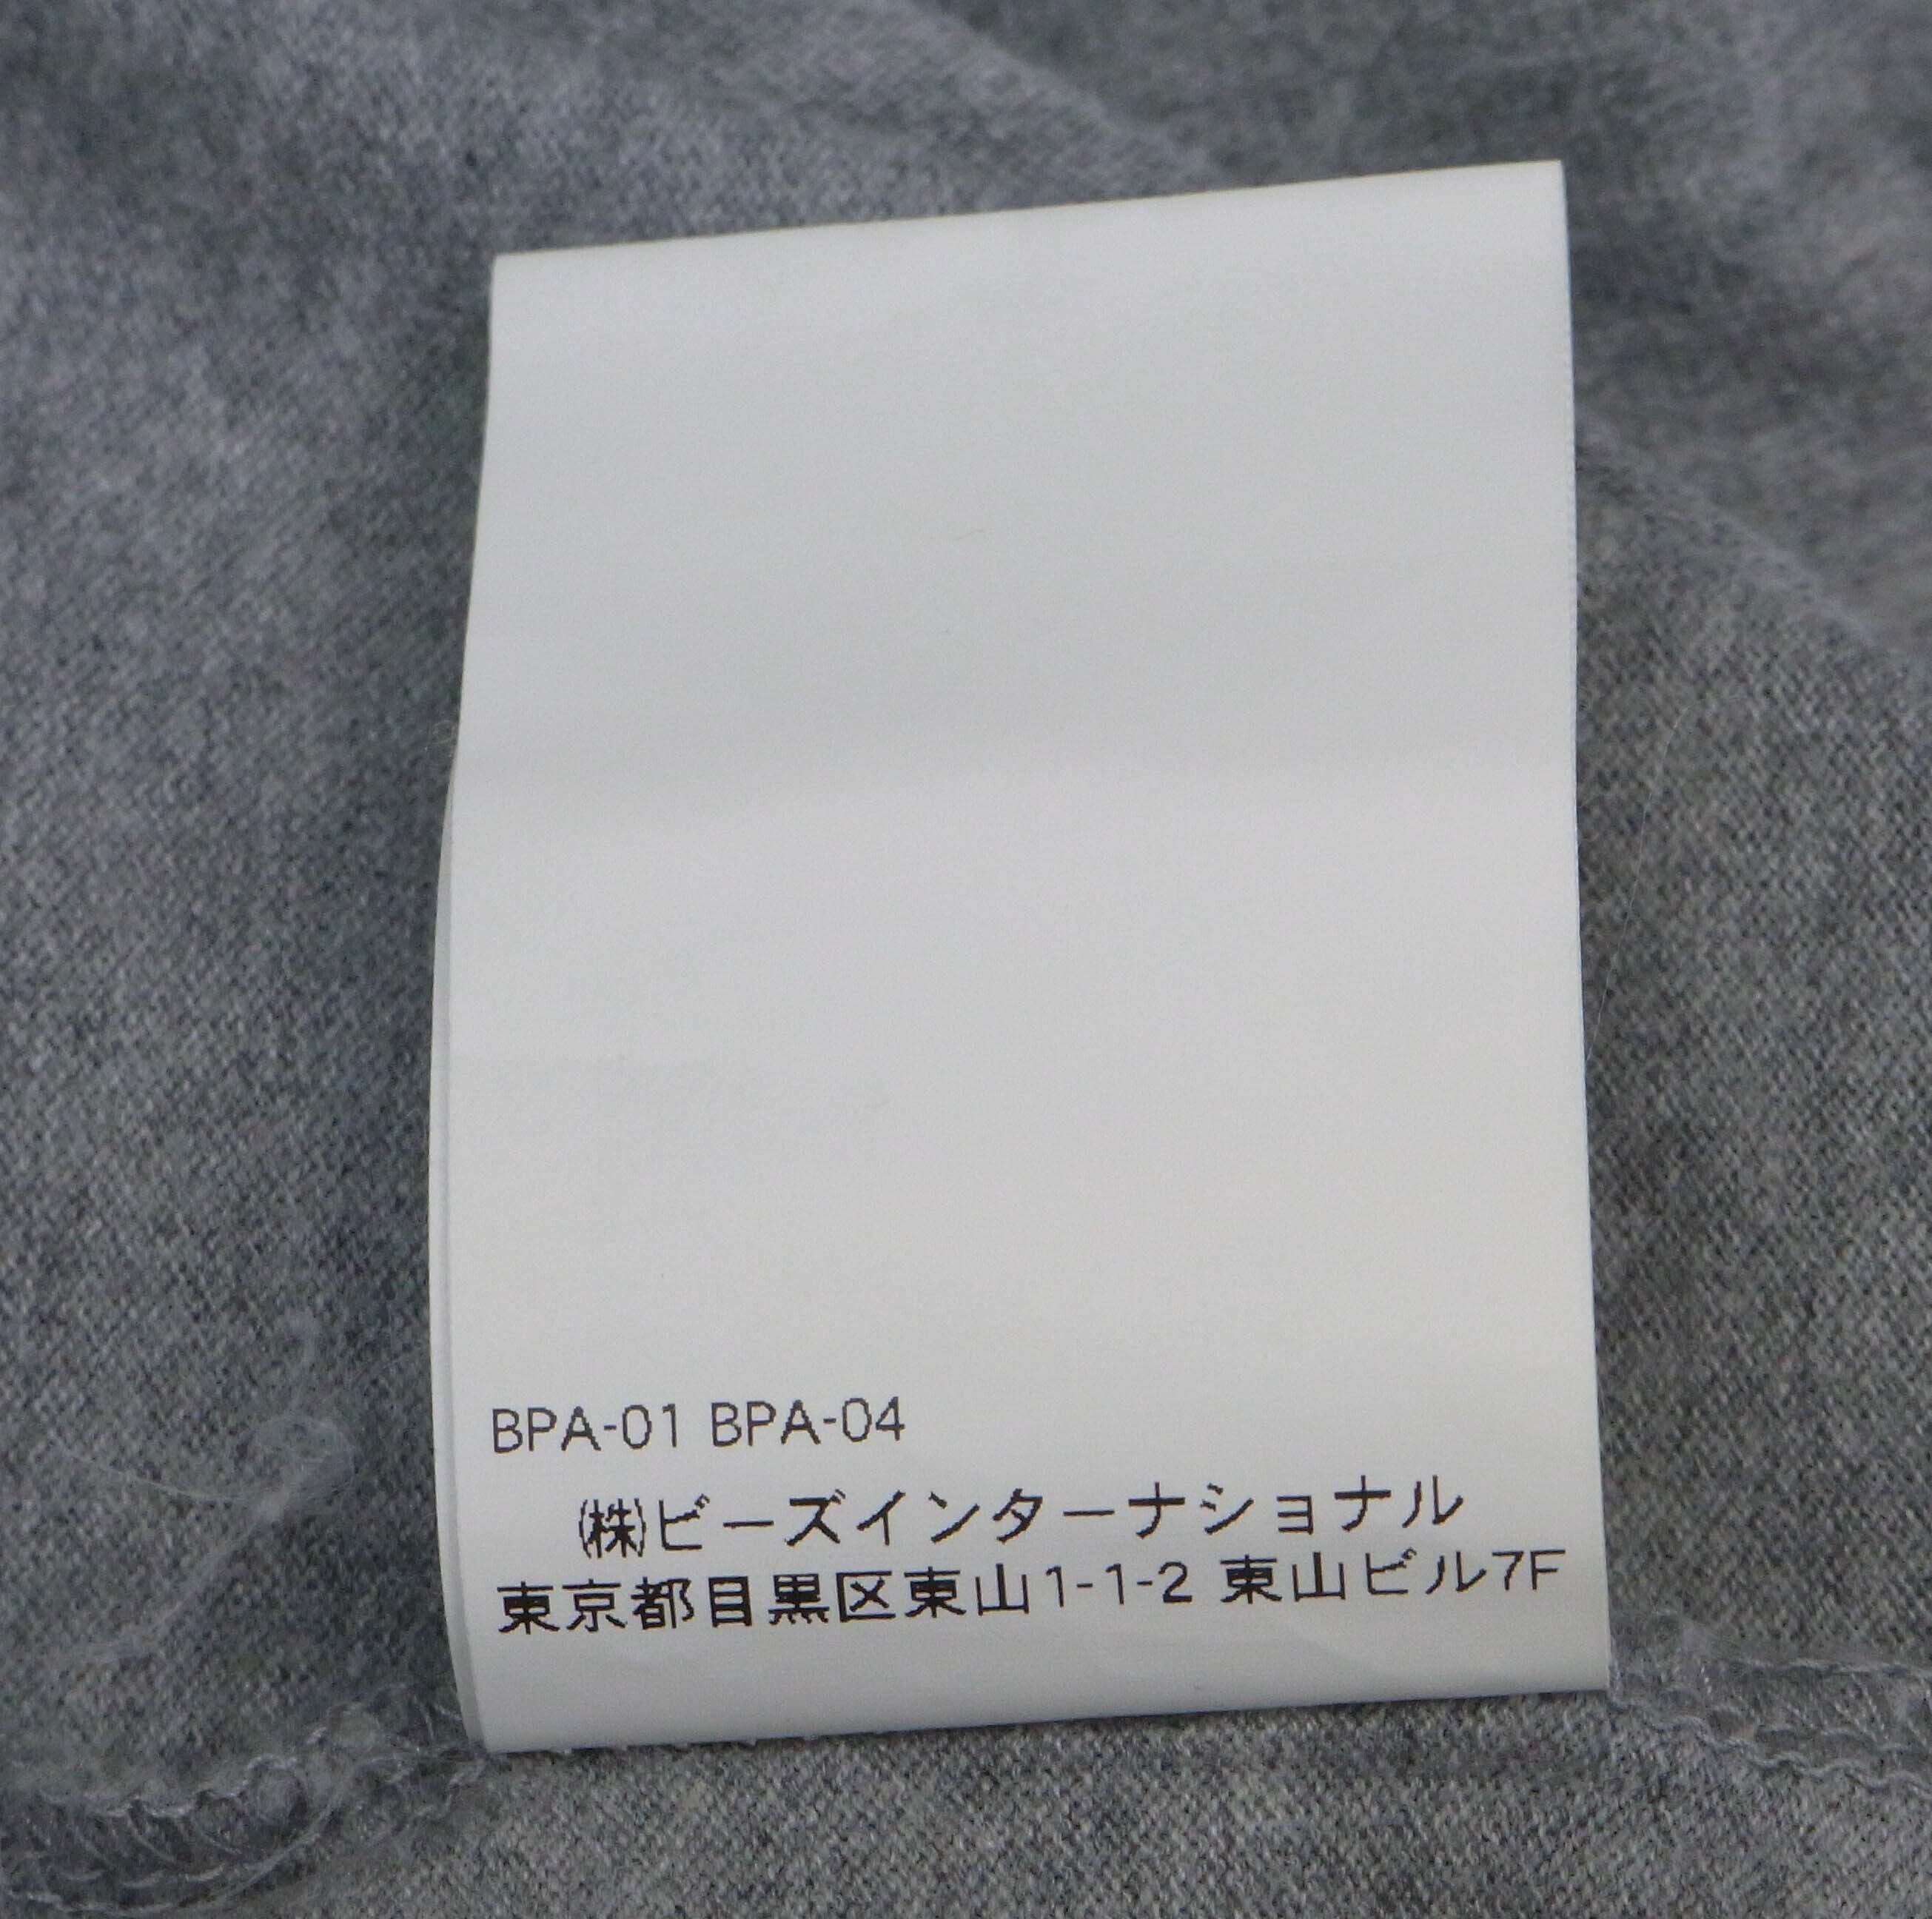 BPA-01 BPA-04
㈱ビーズインターナショナル
東京都目黒区東山1-1-2 東山ビル7F